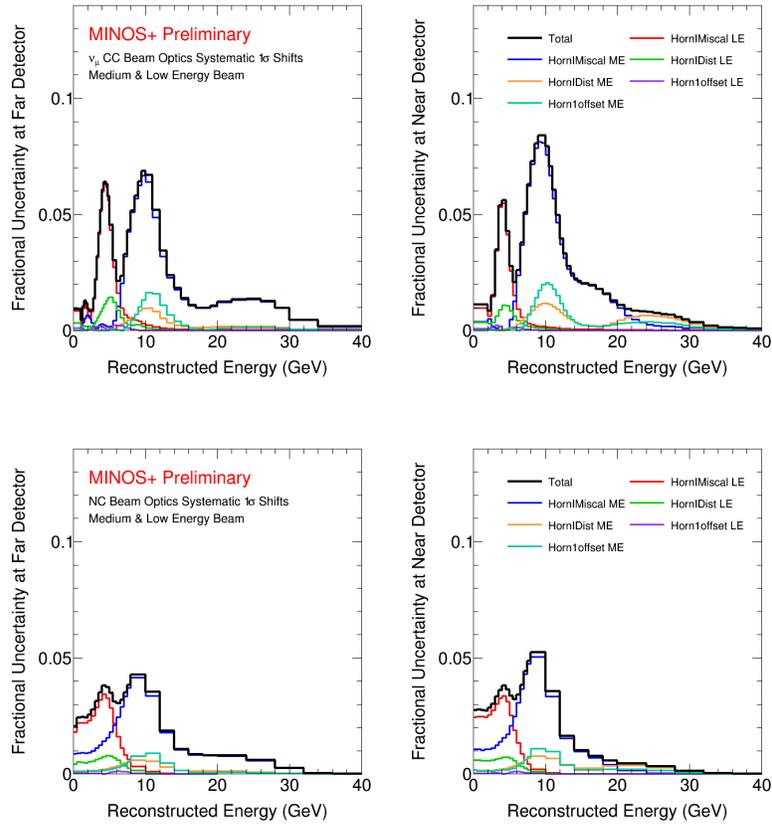 MINOS+ Preliminary
νμ CC Beam Optics Systematic 1σ Shifts
Medium & Low Energy Beam
Fractional Uncertainty at Far Detector
0.1
0.05
0
0 10 20 30 40
Reconstructed Energy (GeV)
Total
HornIMiscal LE
HornIMiscal ME
HornIDist LE
HornIDist ME
Horn1offset LE
Horn1offset ME
Fractional Uncertainty at Near Detector
0.1
0.05
0
0 10 20 30 40
Reconstructed Energy (GeV)
MINOS+ Preliminary
NC Beam Optics Systematic 1σ Shifts
Medium & Low Energy Beam
Fractional Uncertainty at Far Detector
0.1
0.05
0
0 10 20 30 40
Reconstructed Energy (GeV)
Total
HornIMiscal LE
HornIMiscal ME
HornIDist LE
HornIDist ME
Horn1offset LE
Horn1offset ME
Fractional Uncertainty at Near Detector
0.1
0.05
0
0 10 20 30 40
Reconstructed Energy (GeV)